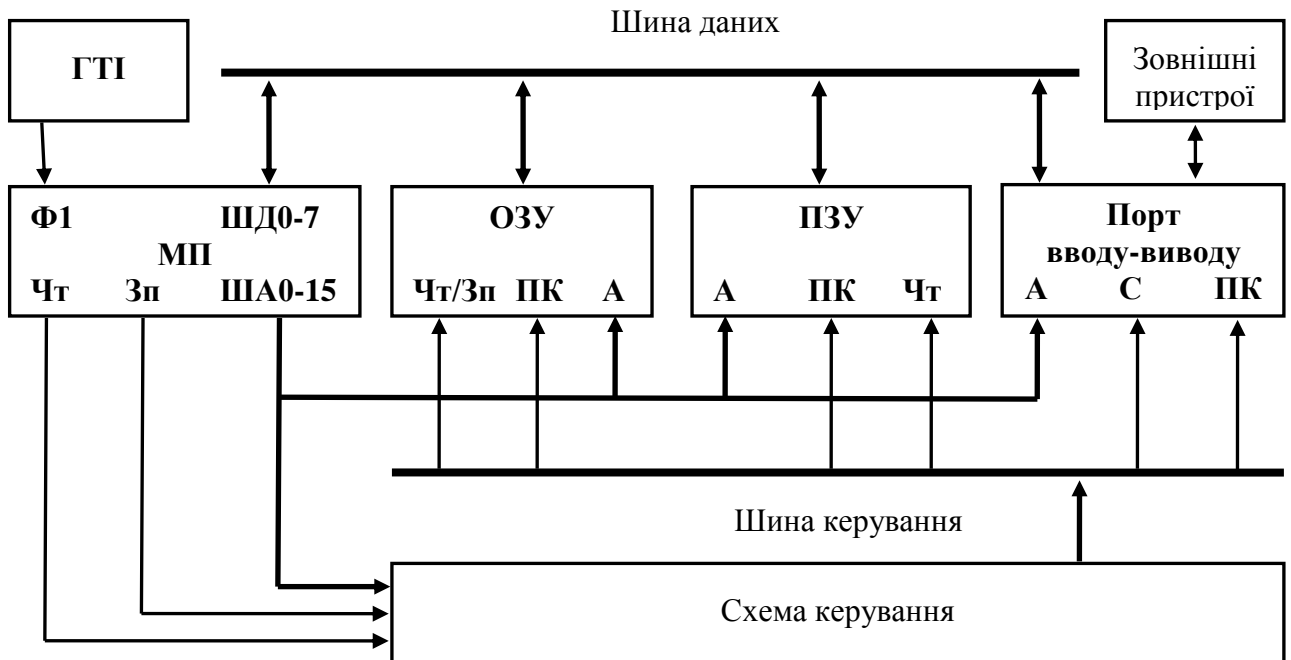 Шина даних
ГТІ
Зовнішні
пристрої
Ф1 ШД0-7
МП
Чт Зп ША0-15
ОЗУ
Чт/Зп ПК А
ПЗУ
А ПК Чт
Порт
вводу-виводу
А С ПК
Шина керування
Схема керування